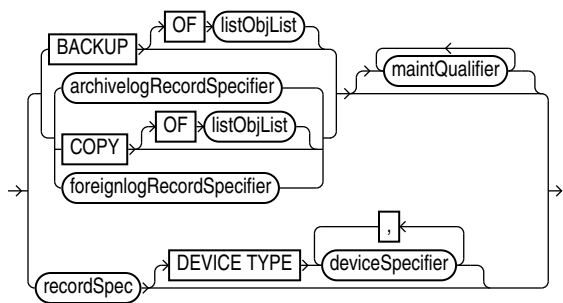 OF listObjList
BACKUP
maintQualifier
archivelogRecordSpecifier
OF listObjList
COPY
foreignlogRecordSpecifier
,
DEVICE TYPE deviceSpecifier
recordSpec